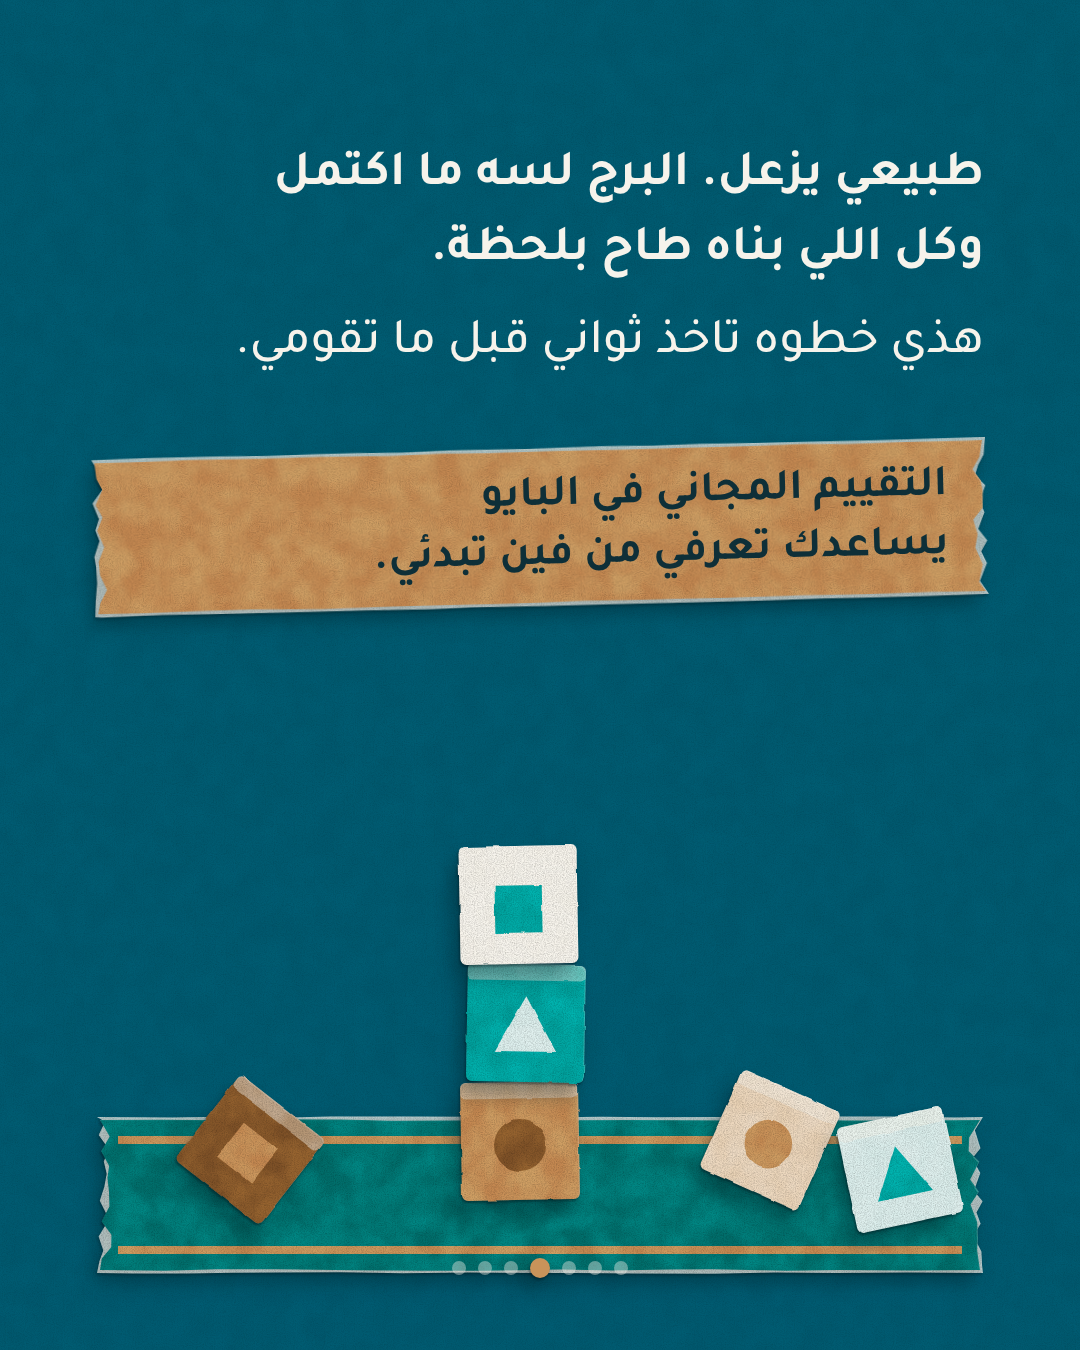 طبيعي يزعل. البرج لسه ما اكتمل
وكل اللي بناه طاح بلحظة.
هذي خطوه تاخذ ثواني قبل ما تقومي.
التقييم المجاني في البايو
يساعدك تعرفي من فين تبدئي.